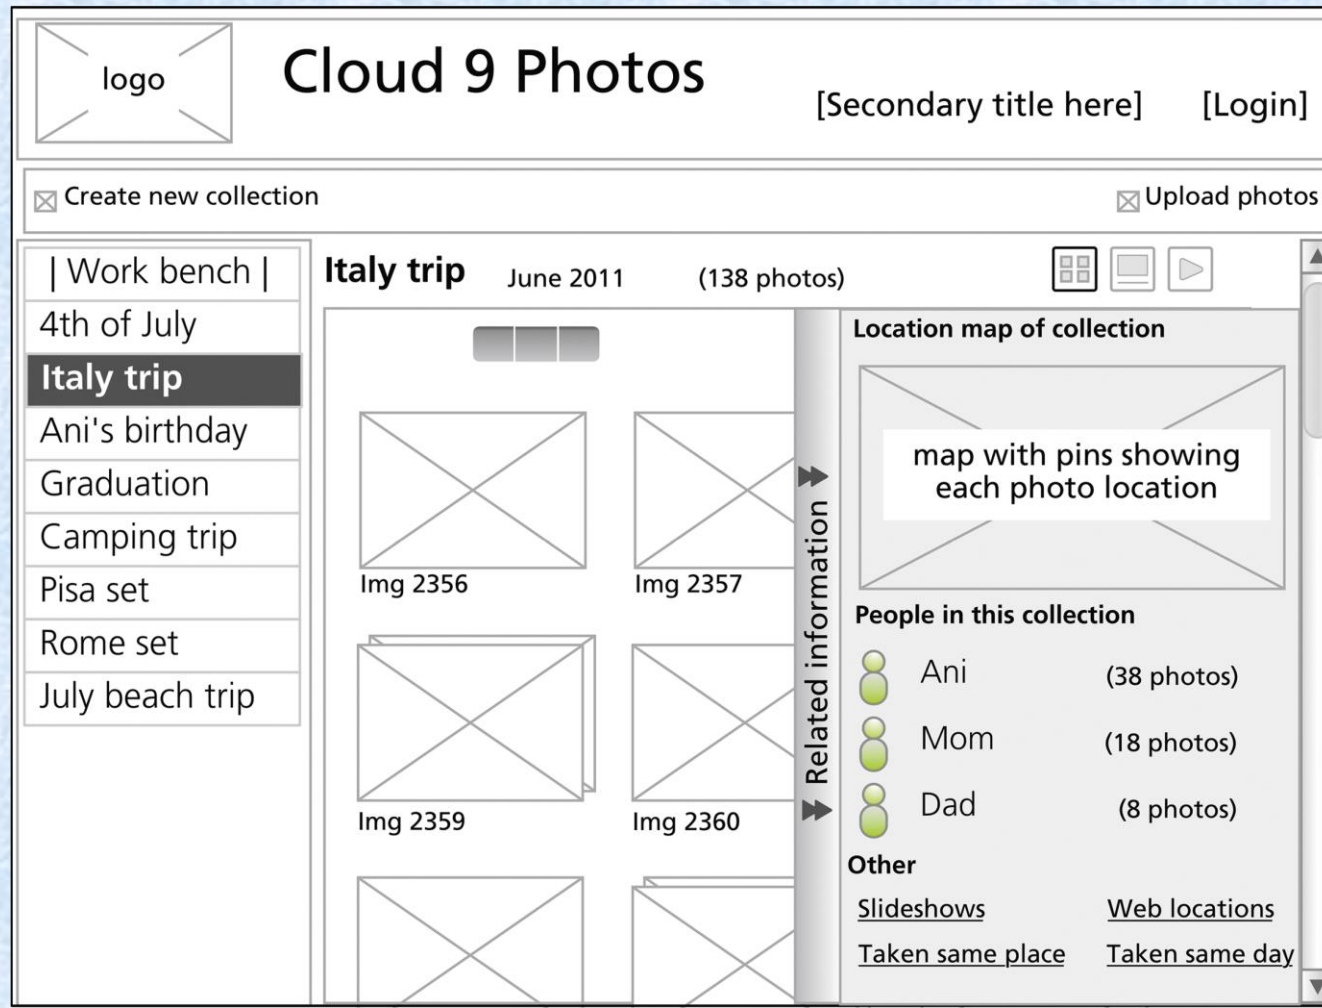 logo
Cloud 9 Photos
[Secondary title here]
[Login]
Create new collection
Upload photos
| Work bench |
4th of July
Italy trip
Ani's birthday
Graduation
Camping trip
Pisa set
Rome set
July beach trip
Italy trip
June 2011
(138 photos)
Img 2356
Img 2357
Img 2359
Img 2360
Related information
Location map of collection
map with pins showing
each photo location
People in this collection
Ani (38 photos)
Mom (18 photos)
Dad (8 photos)
Other
Slideshows Web locations
Taken same place Taken same day